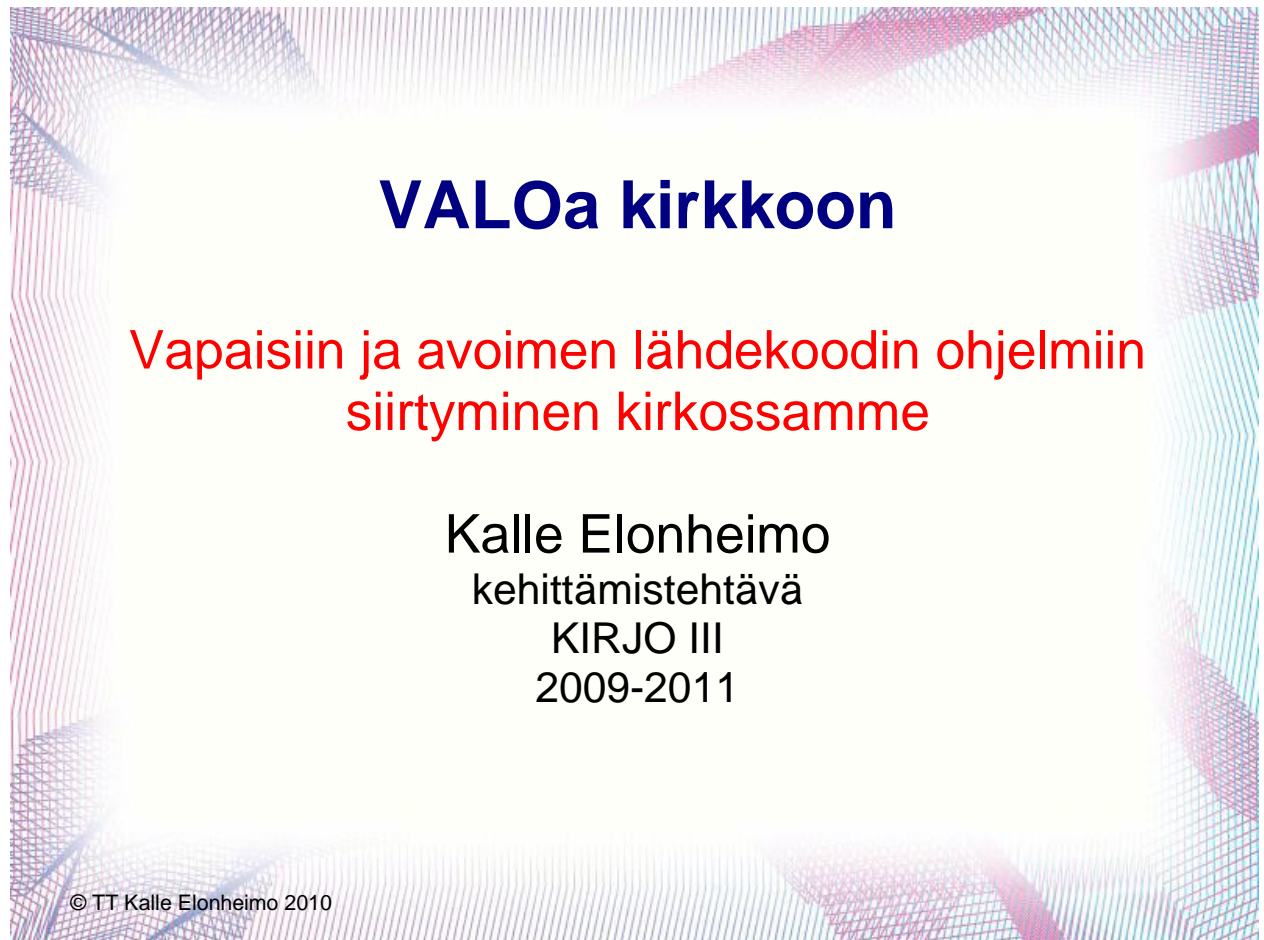 VALOa kirkkoon
Vapaisiin ja avoimen lähdekoodin ohjelmiin
siirtyminen kirkossamme
Kalle Elonheimo
kehittämistehtävä
KIRJO III
2009-2011
© TT Kalle Elonheimo 2010